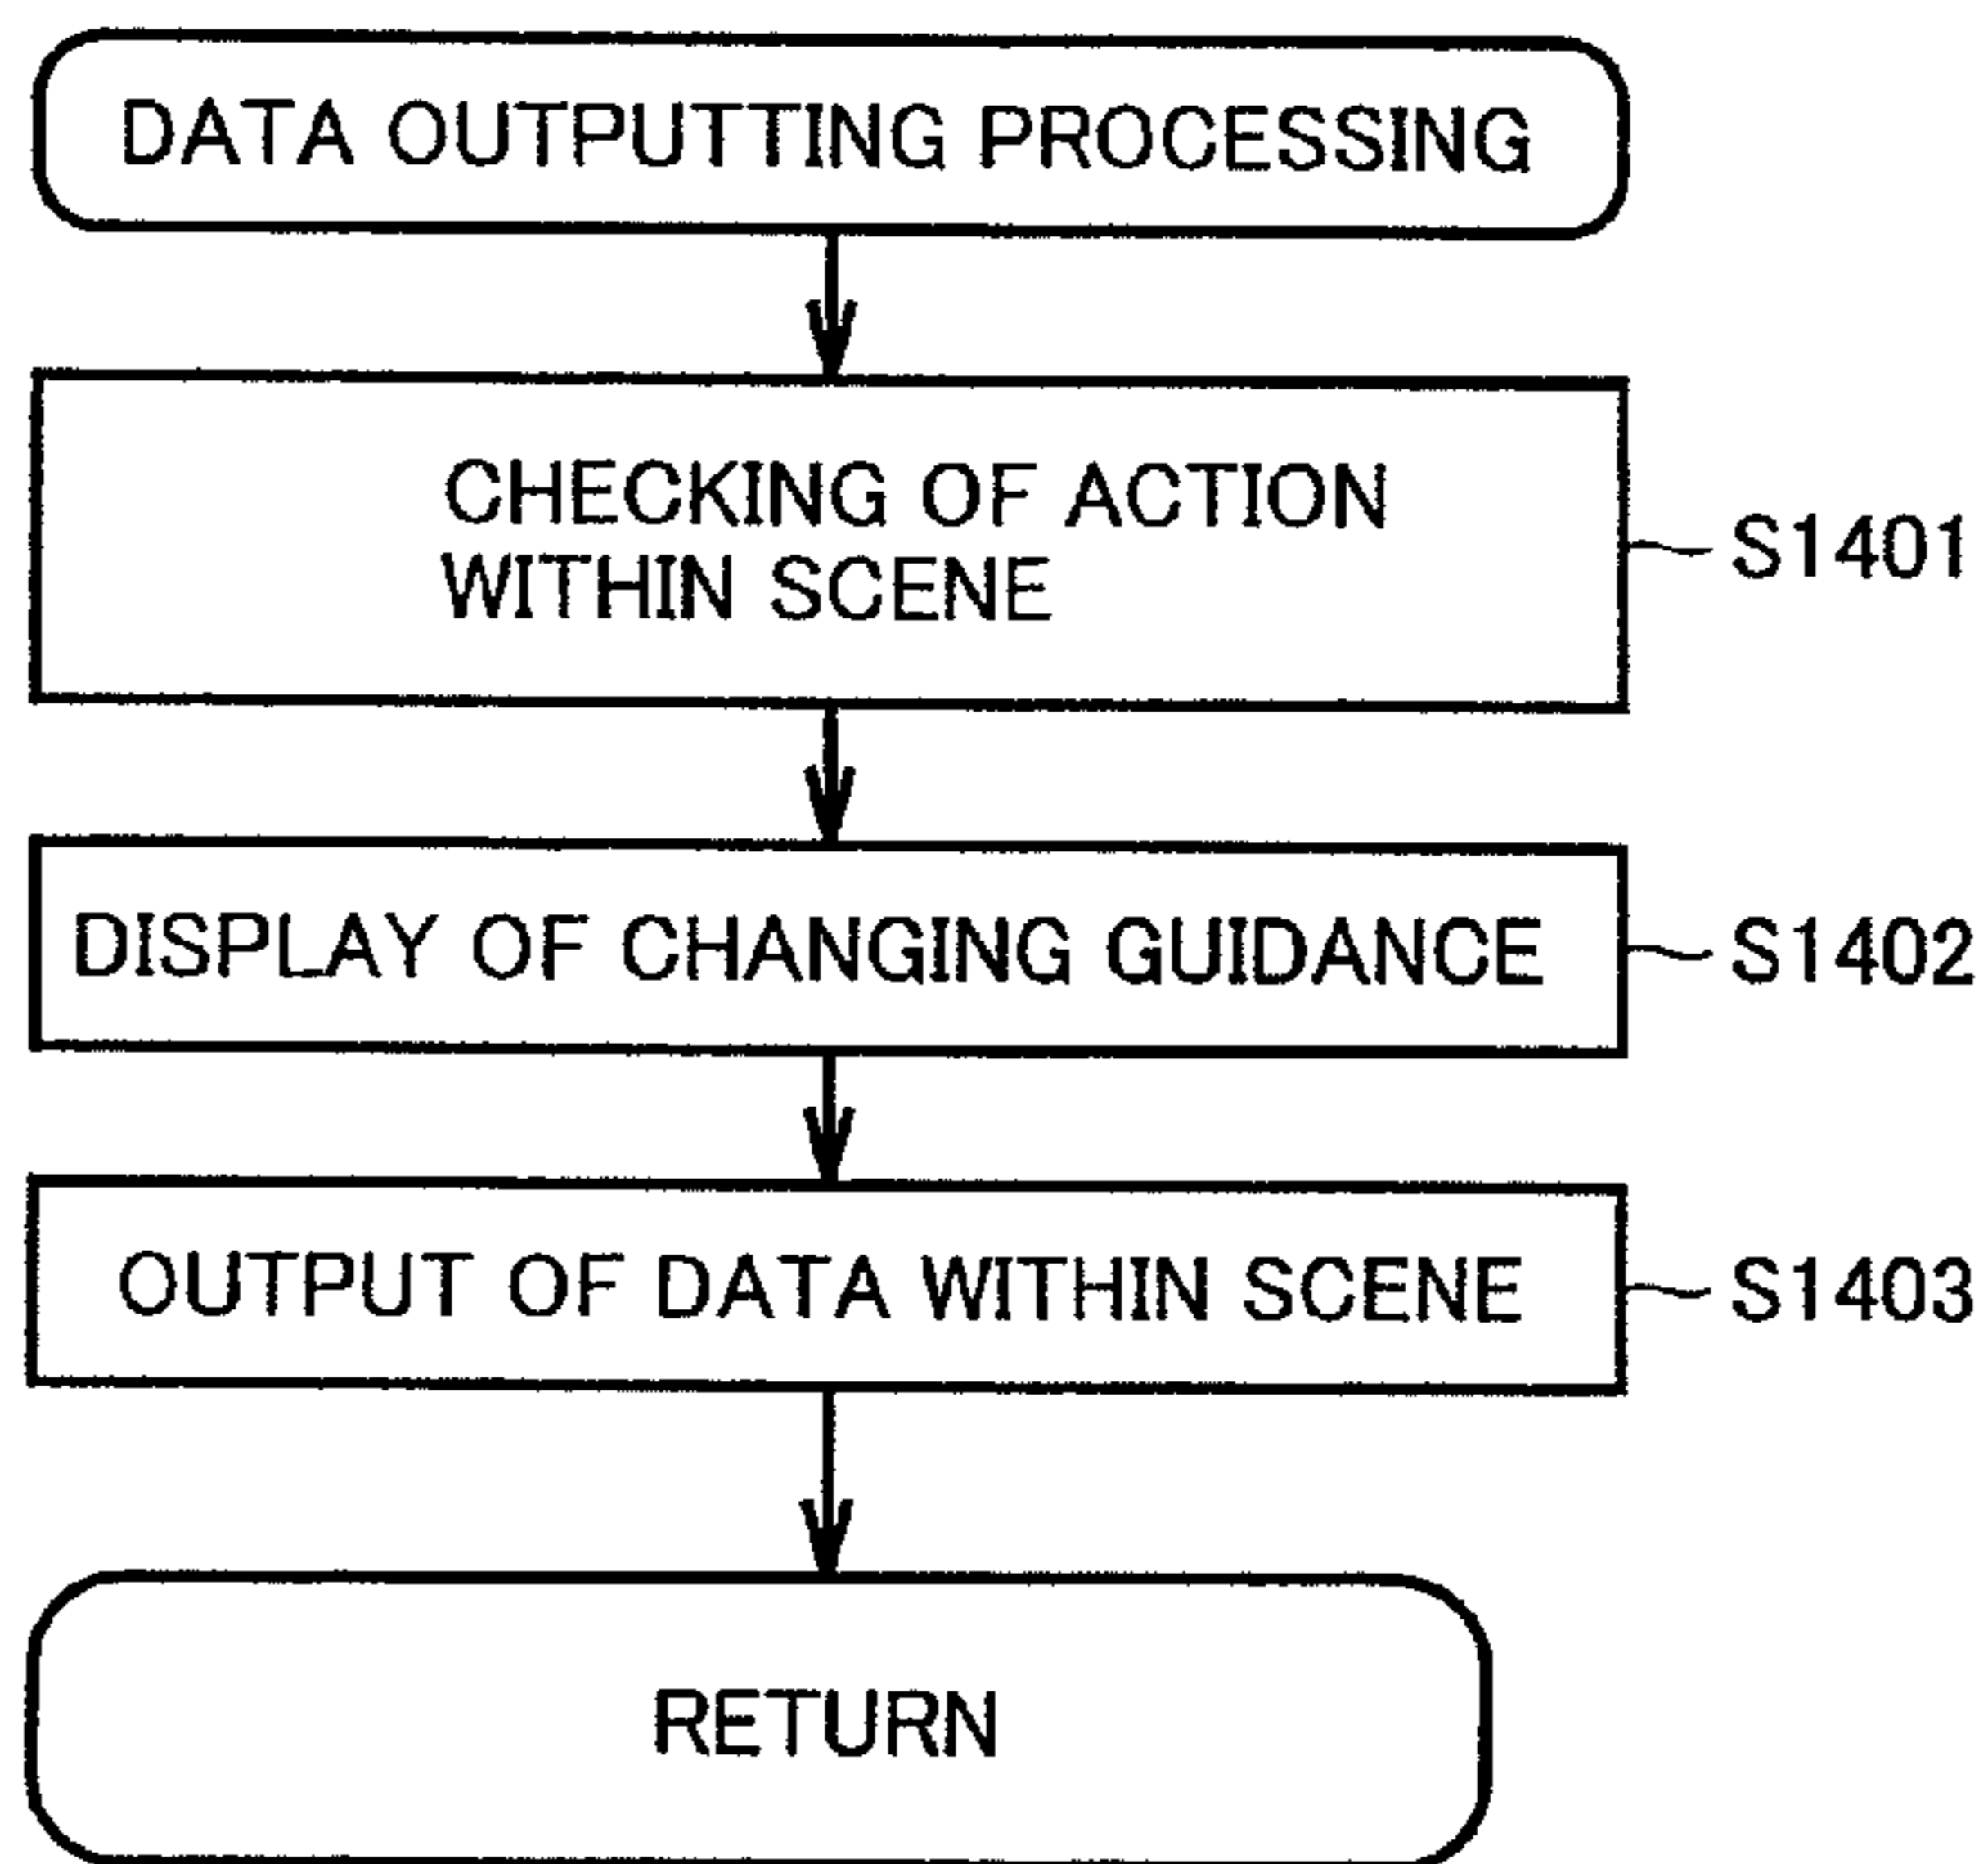 DATA OUTPUTTING PROCESSING
CHECKING OF ACTION
WITHIN SCENE
S1401
DISPLAY OF CHANGING GUIDANCE
S1402
OUTPUT OF DATA WITHIN SCENE
S1403
RETURN